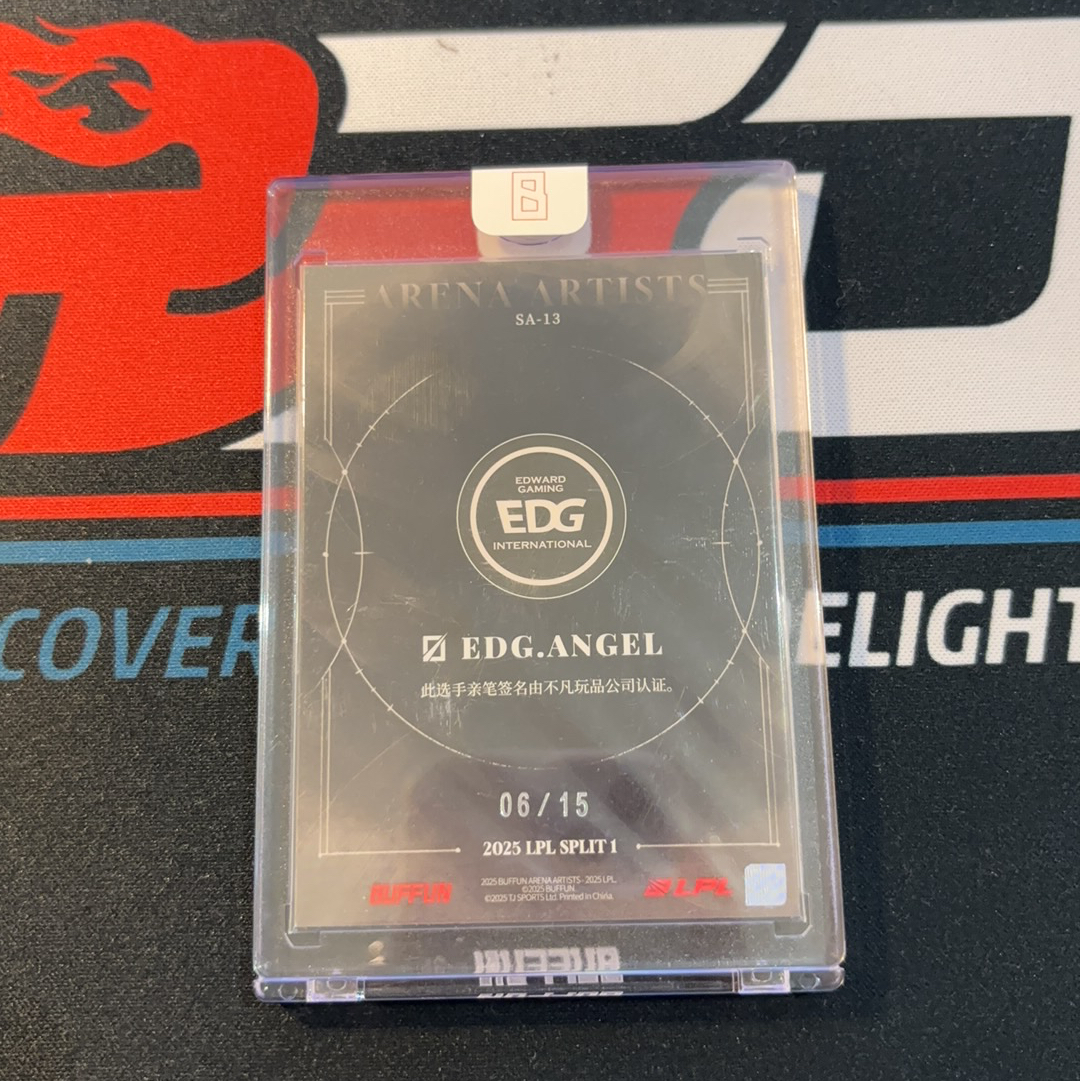 B
ARENA ARTISTS
SA-13
EDWARD
GAMING
EDG
INTERNATIONAL
EDG.ANGEL
此选手亲笔签名由不凡玩品公司认证。
06/15
2025 LPL SPLIT 1
BUFFUN
2025 BUFFUN ARENA ARTISTS - 2025 LPL.
©2025 BUFFUN.
©2025 TJ SPORTS Ltd. Printed in China.
LPL
COVER
ELIGHT